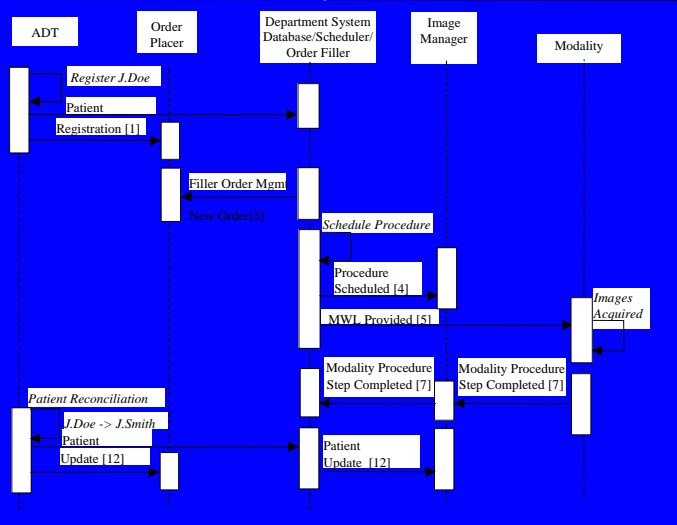 ADT
Order
Placer
Department System
Database/Scheduler/
Order Filler
Image
Manager
Modality
Register J.Doe
Patient
Registration [1]
Filler Order Mgmt
New Order[3]
Schedule Procedure
Procedure
Scheduled [4]
MWL Provided [5]
Images
Acquired
Modality Procedure
Step Completed [7]
Modality Procedure
Step Completed [7]
Patient Reconciliation
J.Doe -> J.Smith
Patient
Update [12]
Patient
Update [12]